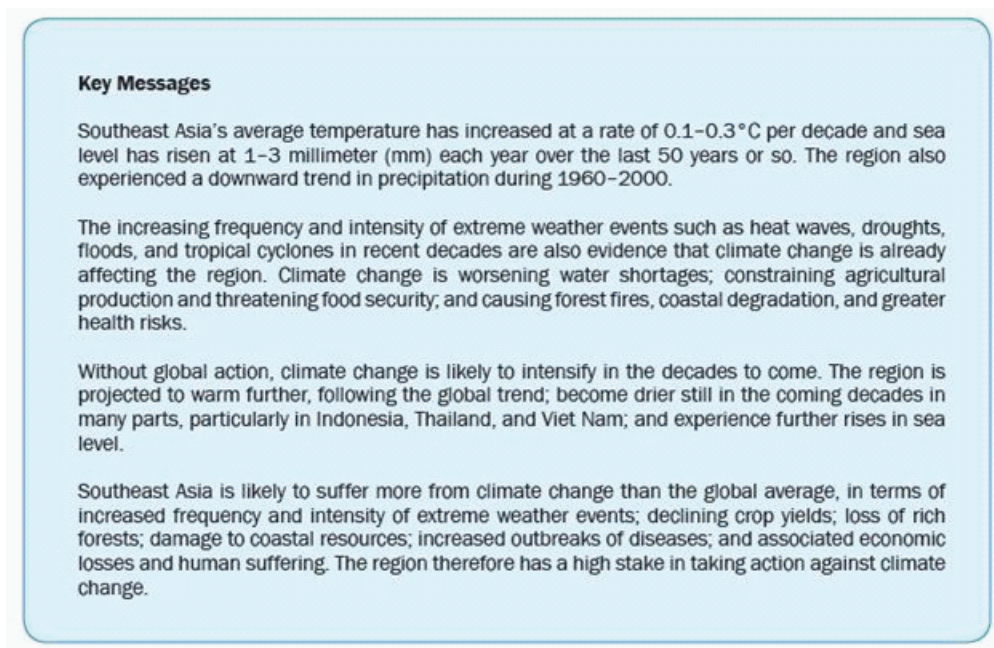 Key Messages
Southeast Asia's average temperature has increased at a rate of 0.1–0.3°C per decade and sea
level has risen at 1–3 millimeter (mm) each year over the last 50 years or so. The region also
experienced a downward trend in precipitation during 1960–2000.
The increasing frequency and intensity of extreme weather events such as heat waves, droughts,
floods, and tropical cyclones in recent decades are also evidence that climate change is already
affecting the region. Climate change is worsening water shortages; constraining agricultural
production and threatening food security; and causing forest fires, coastal degradation, and greater
health risks.
Without global action, climate change is likely to intensify in the decades to come. The region is
projected to warm further, following the global trend; become drier still in the coming decades in
many parts, particularly in Indonesia, Thailand, and Viet Nam; and experience further rises in sea
level.
Southeast Asia is likely to suffer more from climate change than the global average, in terms of
increased frequency and intensity of extreme weather events; declining crop yields; loss of rich
forests; damage to coastal resources; increased outbreaks of diseases; and associated economic
losses and human suffering. The region therefore has a high stake in taking action against climate
change.